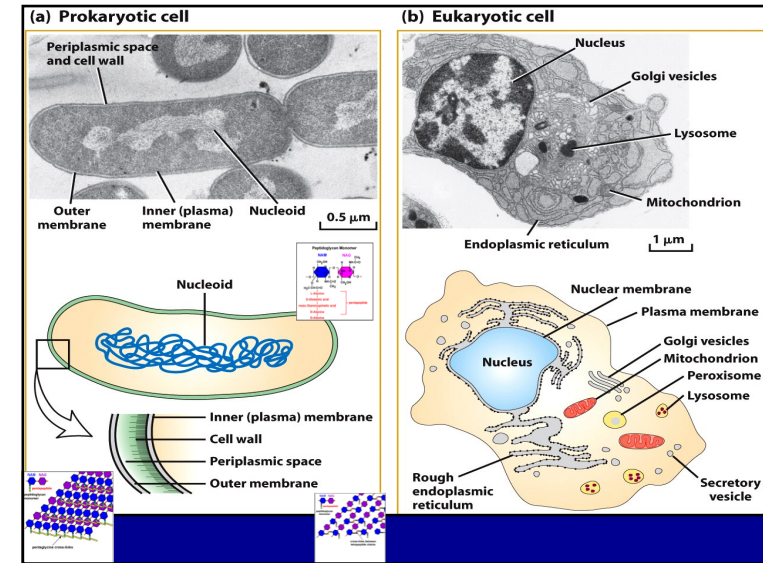 (a) Prokaryotic cell
Periplasmic space
and cell wall
Outer
membrane
Inner (plasma)
membrane
Nucleoid
0.5 μm
Peptidoglycan Monomer
NAM
NAG
Nucleoid
Inner (plasma) membrane
Cell wall
Periplasmic space
Outer membrane
NAM NAG
pentaglycine cross-links
NAM NAG
(b) Eukaryotic cell
Nucleus
Golgi vesicles
Lysosome
Mitochondrion
Endoplasmic reticulum
1 μm
Nuclear membrane
Plasma membrane
Golgi vesicles
Mitochondrion
Peroxisome
Lysosome
Nucleus
Rough
endoplasmic
reticulum
Secretory
vesicle